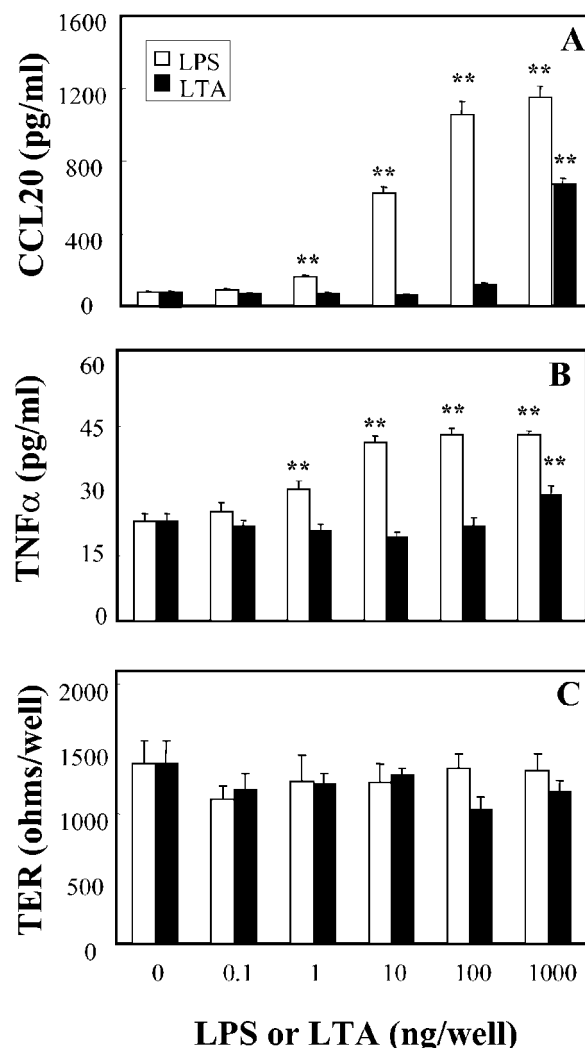 1600
A
LPS
LTA
**
**
**
**
**
1200
800
400
0
CCL20 (pg/ml)
60
B
**
**
**
**
**
45
30
15
0
TNFα (pg/ml)
2000
C
1500
1000
500
0
TER (ohms/well)
0 0.1 1 10 100 1000
LPS or LTA (ng/well)